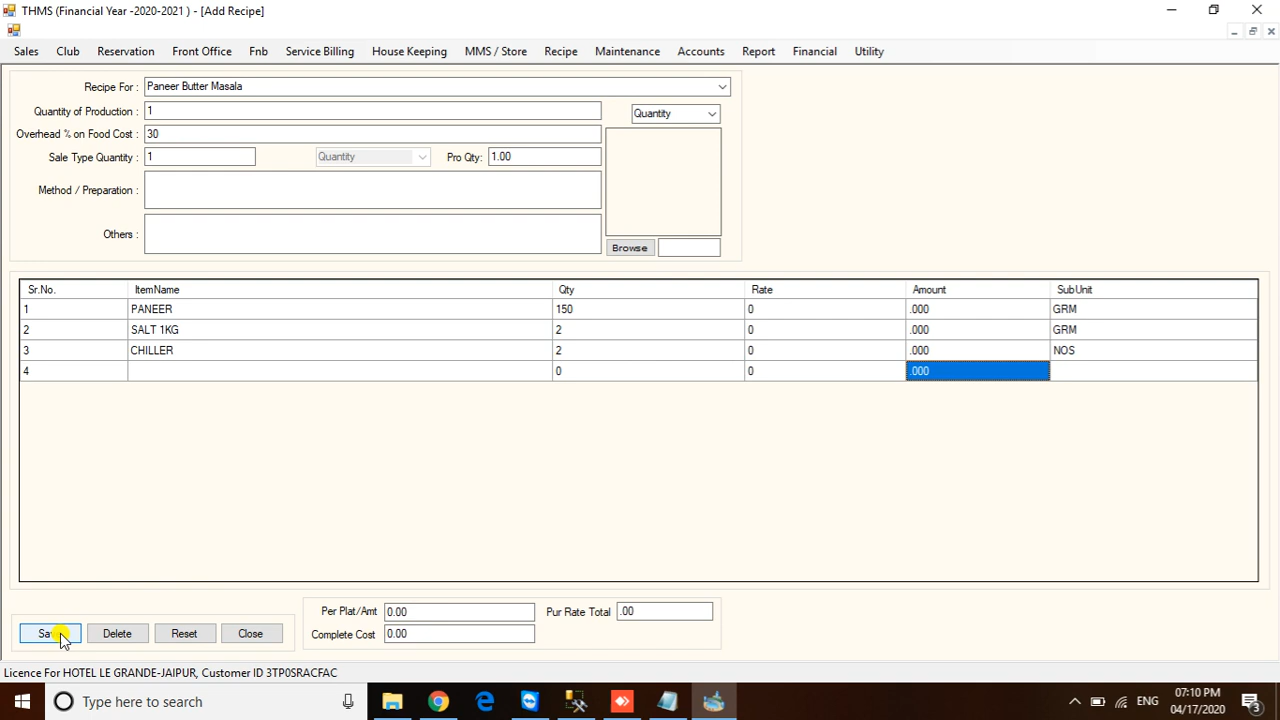 THMS (Financial Year -2020-2021 ) - [Add Recipe]
Sales Club Reservation Front Office Fnb Service Billing House Keeping MMS / Store Recipe Maintenance Accounts Report Financial Utility
Recipe For : Paneer Butter Masala
Quantity of Production : 1 Quantity
Overhead % on Food Cost : 30
Sale Type Quantity : 1 Quantity Pro Qty: 1.00
Method / Preparation :
Others :
Browse
Sr.No. ItemName Qty Rate Amount SubUnit
1 PANEER 150 0 .000 GRM
2 SALT 1KG 2 0 .000 GRM
3 CHILLER 2 0 .000 NOS
4 0 0 .000
Per Plat/Amt 0.00 Pur Rate Total .00
Save Delete Reset Close Complete Cost 0.00
Licence For HOTEL LE GRANDE-JAIPUR, Customer ID 3TP0SRACFAC
Type here to search ENG 07:10 PM
04/17/2020 3